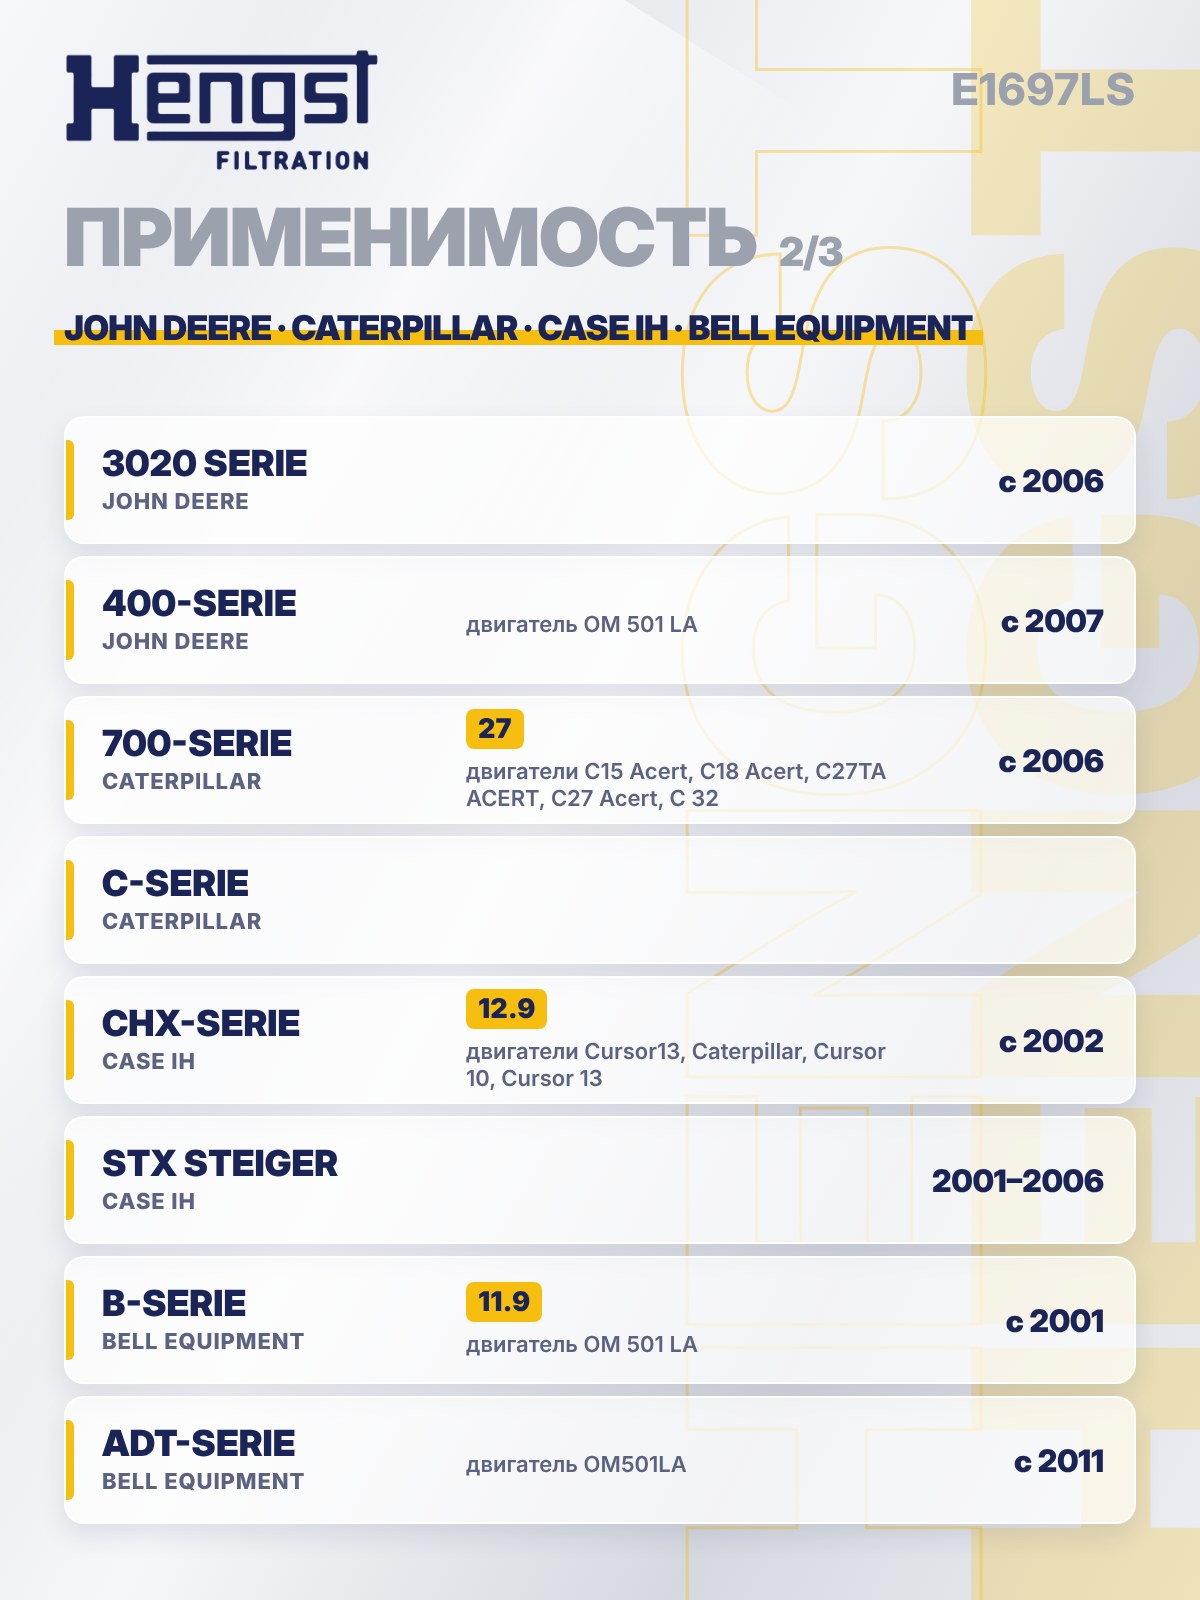 Hengst
FILTRATION
E1697LS
ПРИМЕНИМОСТЬ 2/3
JOHN DEERE · CATERPILLAR · CASE IH · BELL EQUIPMENT
3020 SERIE
JOHN DEERE
с 2006
400-SERIE
JOHN DEERE
двигатель OM 501 LA
с 2007
700-SERIE
CATERPILLAR
27
двигатели C15 Acert, C18 Acert, C27TA
ACERT, C27 Acert, C 32
с 2006
C-SERIE
CATERPILLAR
CHX-SERIE
CASE IH
12.9
двигатели Cursor13, Caterpillar, Cursor
10, Cursor 13
с 2002
STX STEIGER
CASE IH
2001–2006
B-SERIE
BELL EQUIPMENT
11.9
двигатель OM 501 LA
с 2001
ADT-SERIE
BELL EQUIPMENT
двигатель OM501LA
с 2011
HENGST
HENGST